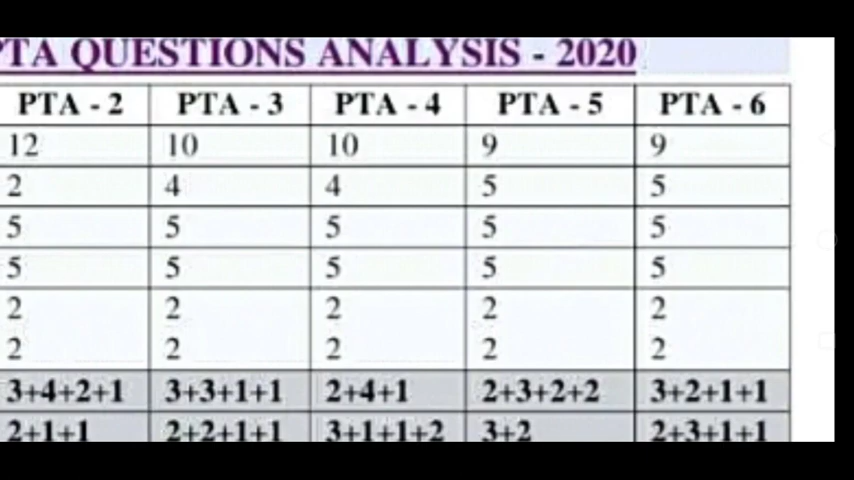 PTA QUESTIONS ANALYSIS - 2020
PTA - 2 PTA - 3 PTA - 4 PTA - 5 PTA - 6
12 10 10 9 9
2 4 4 5 5
5 5 5 5 5
5 5 5 5 5
2 2 2 2 2
2 2 2 2 2
3+4+2+1 3+3+1+1 2+4+1 2+3+2+2 3+2+1+1
2+1+1 2+2+1+1 3+1+1+2 3+2 2+3+1+1